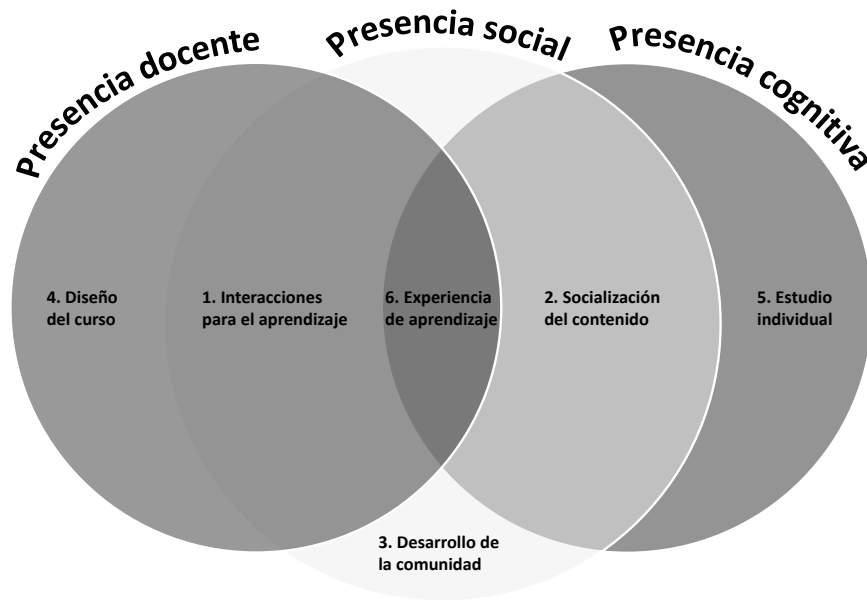 Presencia docente
Presencia social
Presencia cognitiva
4. Diseño
del curso
1. Interacciones
para el aprendizaje
6. Experiencia
de aprendizaje
2. Socialización
del contenido
5. Estudio
individual
3. Desarrollo de
la comunidad